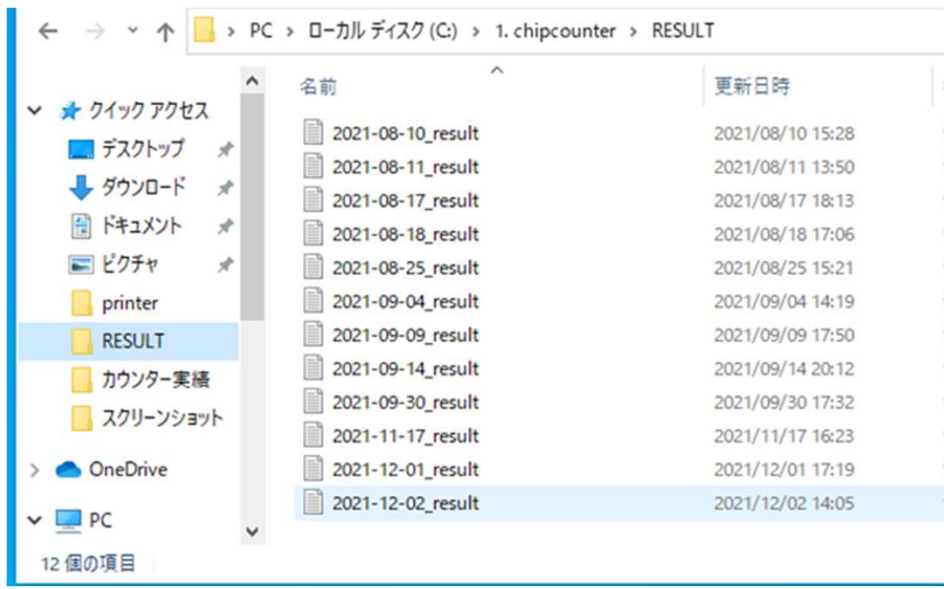 PC > ローカル ディスク (C:) > 1. chipcounter > RESULT
名前 更新日時
クイック アクセス
デスクトップ
ダウンロード
ドキュメント
ピクチャ
printer
RESULT
カウンター実績
スクリーンショット
OneDrive
PC
2021-08-10_result 2021/08/10 15:28
2021-08-11_result 2021/08/11 13:50
2021-08-17_result 2021/08/17 18:13
2021-08-18_result 2021/08/18 17:06
2021-08-25_result 2021/08/25 15:21
2021-09-04_result 2021/09/04 14:19
2021-09-09_result 2021/09/09 17:50
2021-09-14_result 2021/09/14 20:12
2021-09-30_result 2021/09/30 17:32
2021-11-17_result 2021/11/17 16:23
2021-12-01_result 2021/12/01 17:19
2021-12-02_result 2021/12/02 14:05
12 個の項目